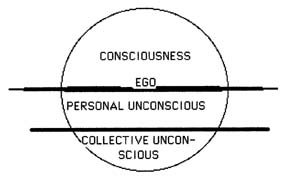 CONSCIOUSNESS
EGO
PERSONAL UNCONSCIOUS
COLLECTIVE UNCON-
SCIOUS